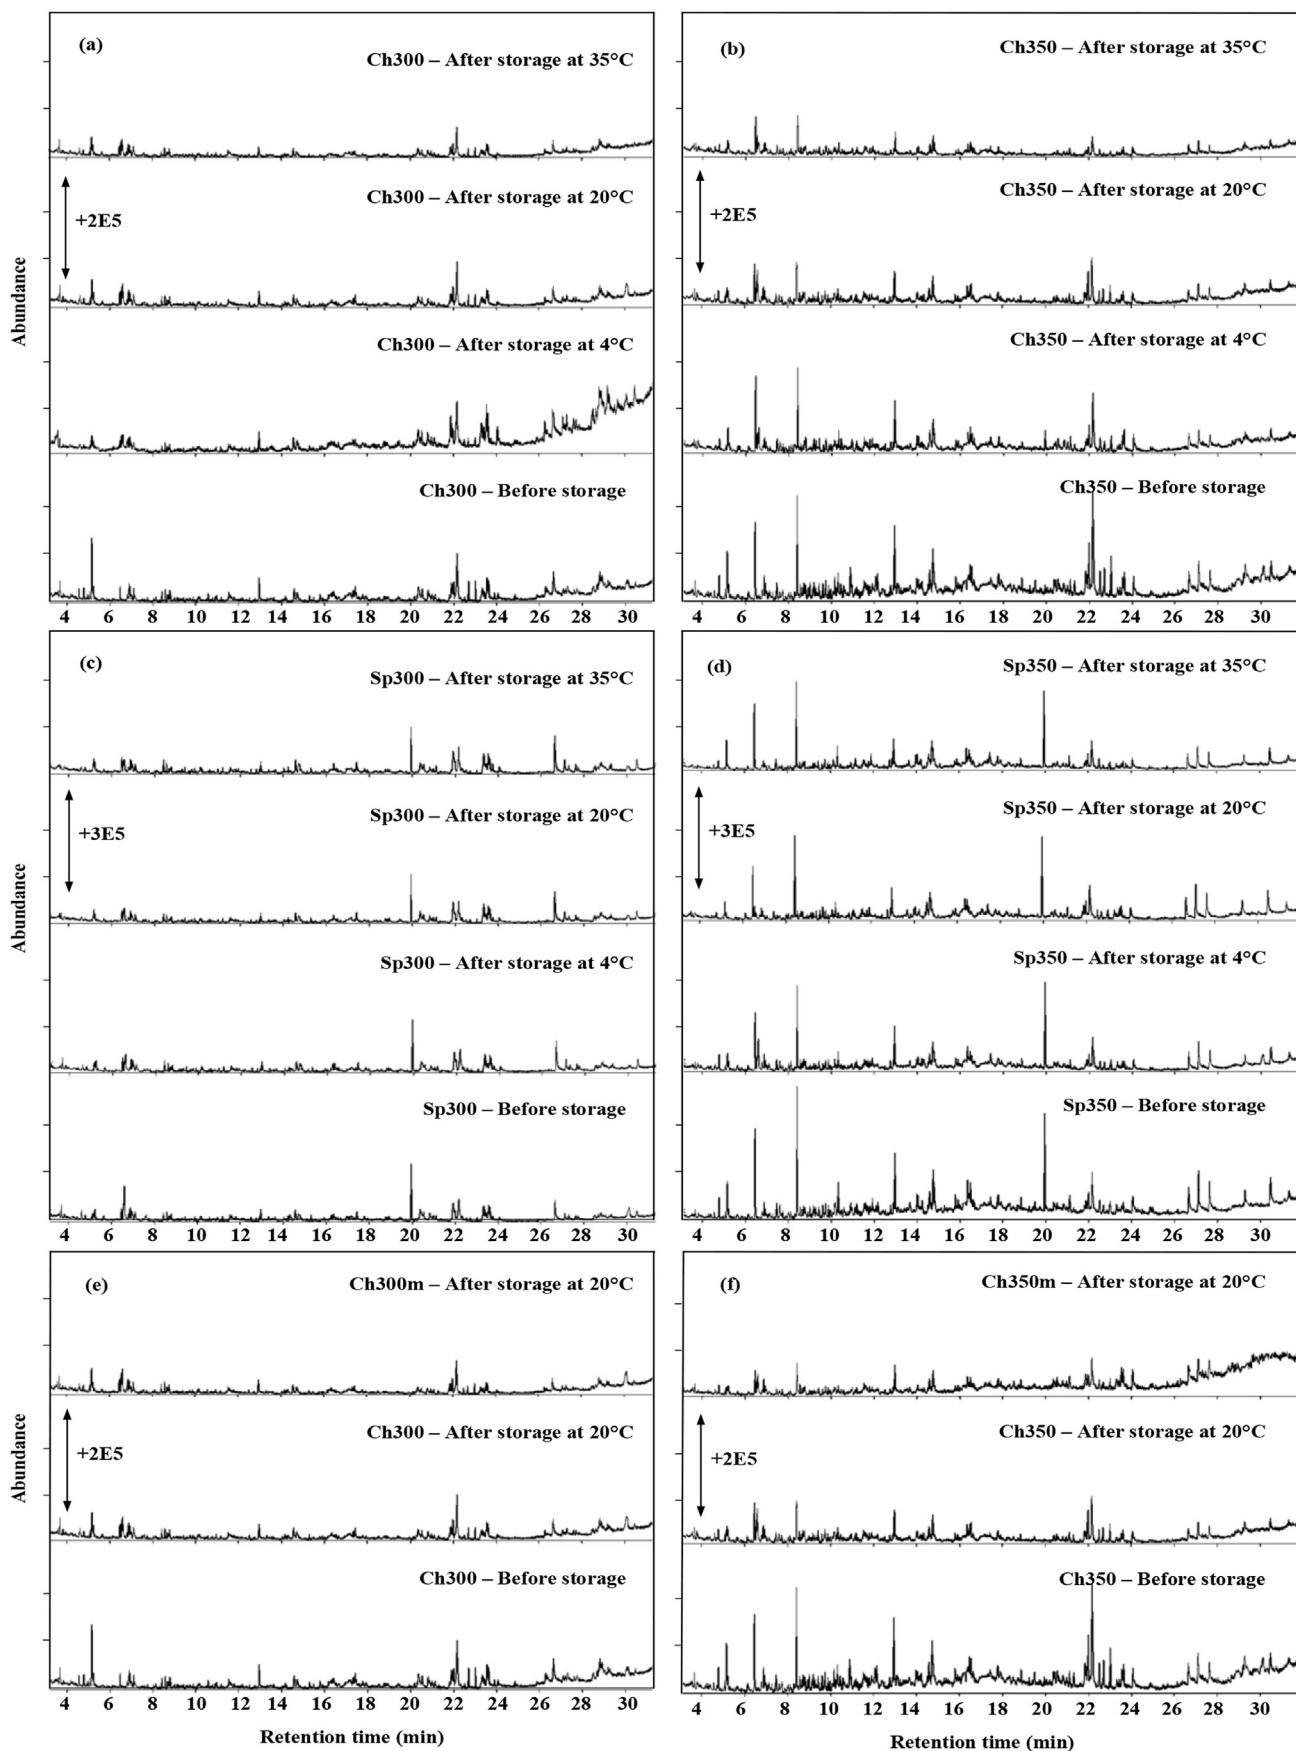 (a)
Ch300 – After storage at 35°C
Ch300 – After storage at 20°C
+2E5
Ch300 – After storage at 4°C
Ch300 – Before storage
Abundance
4 6 8 10 12 14 16 18 20 22 24 26 28 30
(b)
Ch350 – After storage at 35°C
Ch350 – After storage at 20°C
+2E5
Ch350 – After storage at 4°C
Ch350 – Before storage
4 6 8 10 12 14 16 18 20 22 24 26 28 30
(c)
Sp300 – After storage at 35°C
Sp300 – After storage at 20°C
+3E5
Sp300 – After storage at 4°C
Sp300 – Before storage
Abundance
4 6 8 10 12 14 16 18 20 22 24 26 28 30
(d)
Sp350 – After storage at 35°C
Sp350 – After storage at 20°C
+3E5
Sp350 – After storage at 4°C
Sp350 – Before storage
4 6 8 10 12 14 16 18 20 22 24 26 28 30
(e)
Ch300m – After storage at 20°C
Ch300 – After storage at 20°C
+2E5
Ch300 – Before storage
Abundance
4 6 8 10 12 14 16 18 20 22 24 26 28 30
Retention time (min)
(f)
Ch350m – After storage at 20°C
Ch350 – After storage at 20°C
+2E5
Ch350 – Before storage
4 6 8 10 12 14 16 18 20 22 24 26 28 30
Retention time (min)